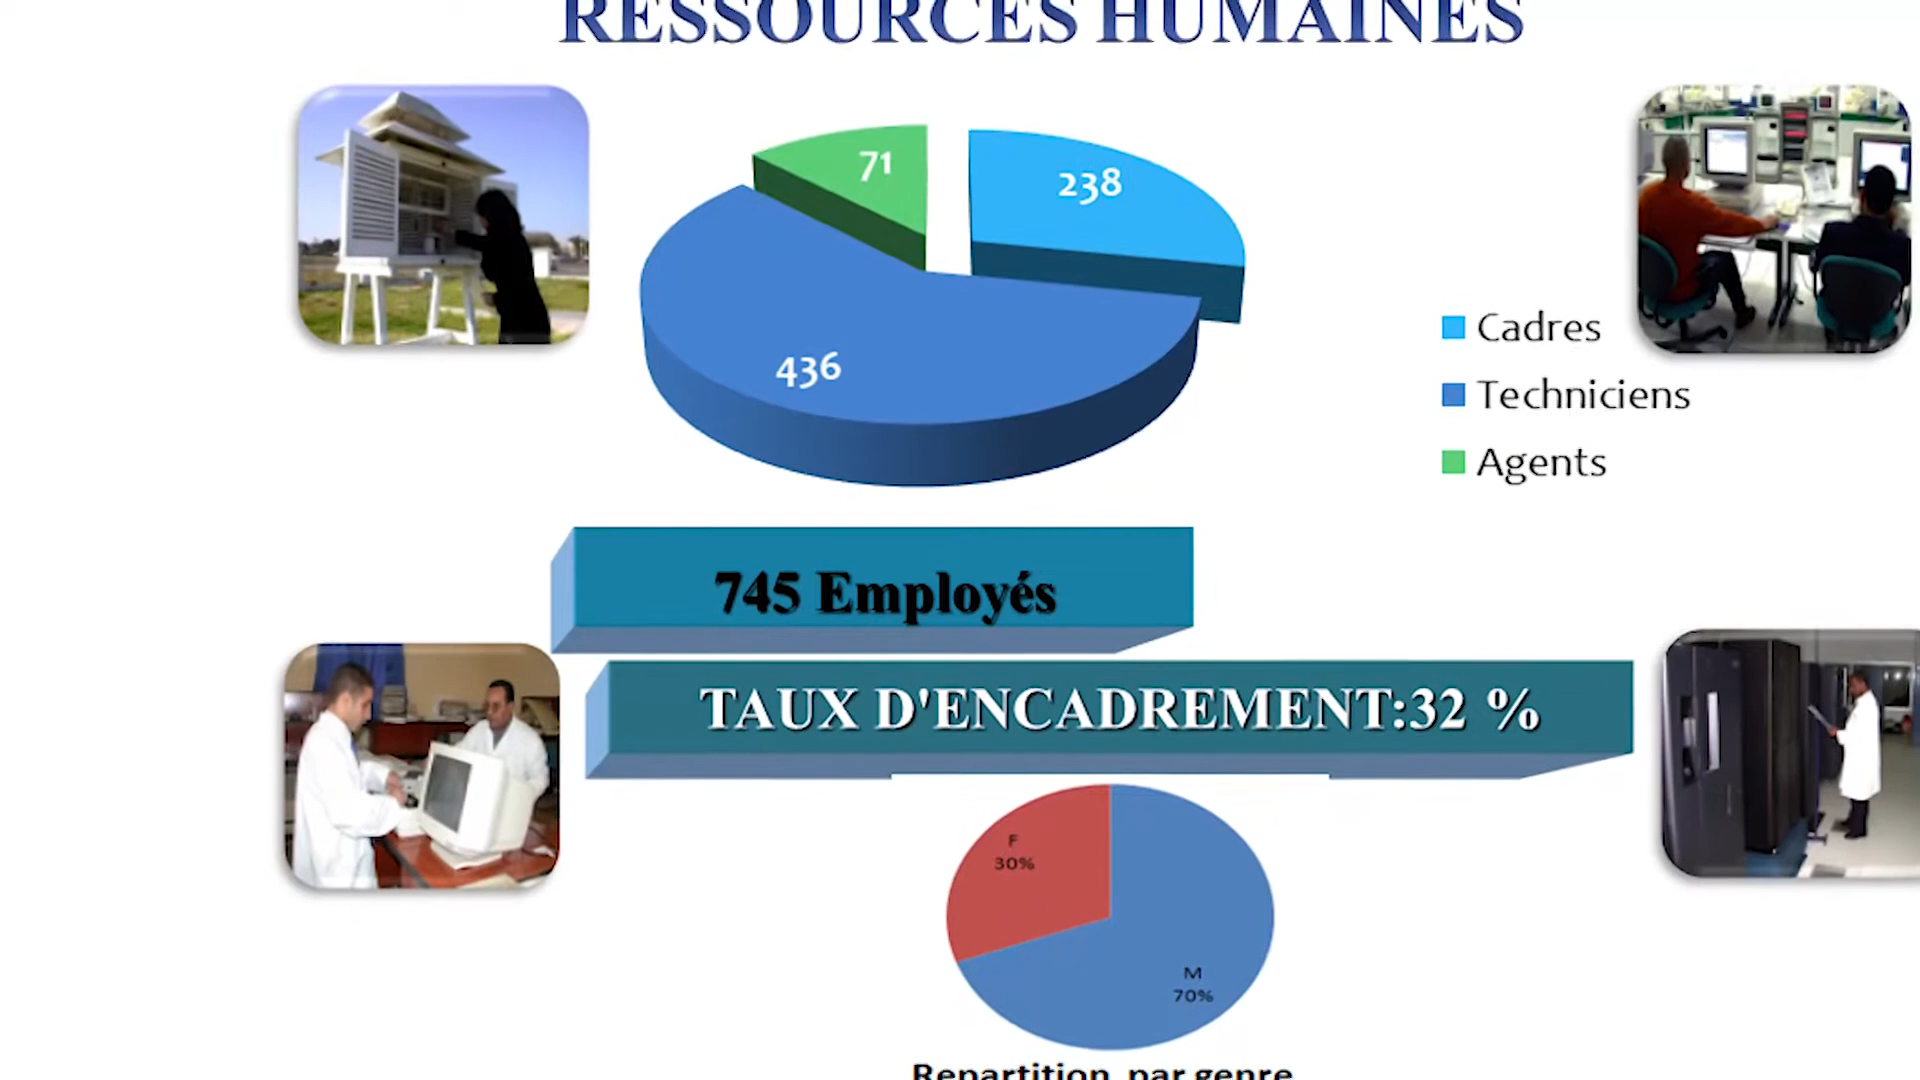 RESSOURCES HUMAINES
71
238
436
Cadres
Techniciens
Agents
745 Employés
TAUX D'ENCADREMENT:32 %
F
30%
M
70%
Repartition par genre